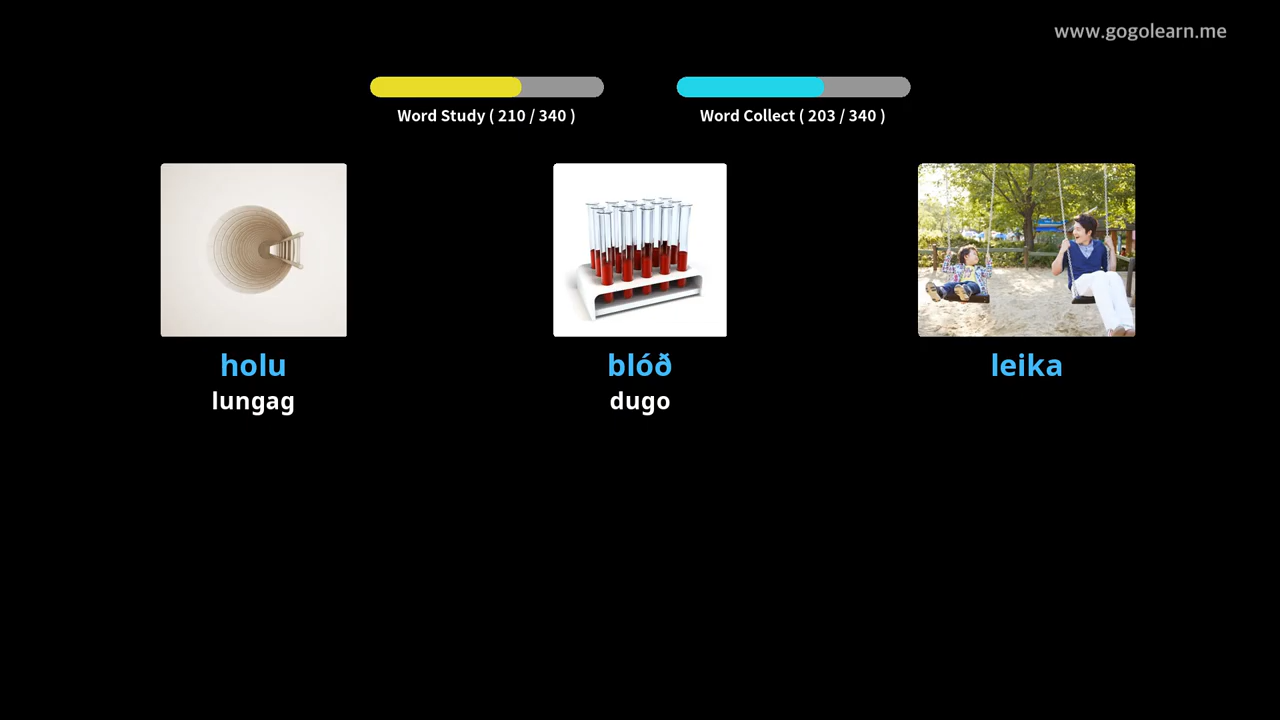 www.gogolearn.me
Word Study ( 210 / 340 )
Word Collect ( 203 / 340 )
holu
lungag
blóð
dugo
leika